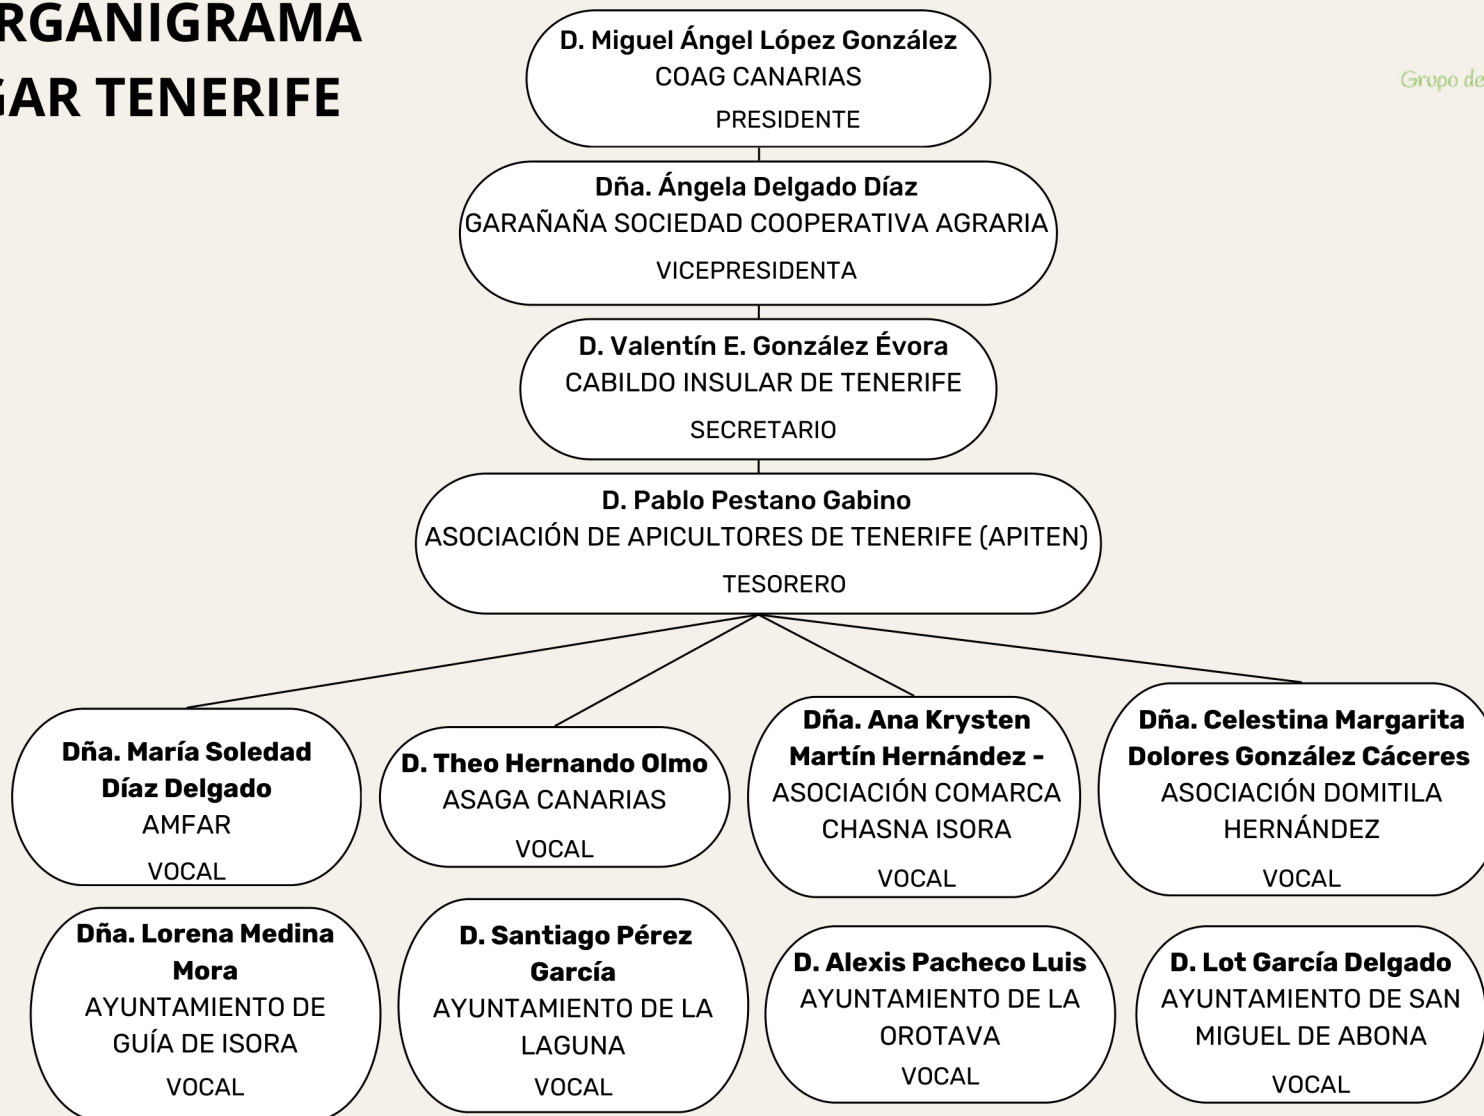 RGANIGRAMA
GAR TENERIFE
Grupo de
D. Miguel Ángel López González
COAG CANARIAS
PRESIDENTE
Dña. Ángela Delgado Díaz
GARAÑAÑA SOCIEDAD COOPERATIVA AGRARIA
VICEPRESIDENTA
D. Valentín E. González Évora
CABILDO INSULAR DE TENERIFE
SECRETARIO
D. Pablo Pestano Gabino
ASOCIACIÓN DE APICULTORES DE TENERIFE (APITEN)
TESORERO
Dña. María Soledad
Díaz Delgado
AMFAR
VOCAL
D. Theo Hernando Olmo
ASAGA CANARIAS
VOCAL
Dña. Ana Krysten
Martín Hernández -
ASOCIACIÓN COMARCA
CHASNA ISORA
VOCAL
Dña. Celestina Margarita
Dolores González Cáceres
ASOCIACIÓN DOMITILA
HERNÁNDEZ
VOCAL
Dña. Lorena Medina
Mora
AYUNTAMIENTO DE
GUÍA DE ISORA
VOCAL
D. Santiago Pérez
García
AYUNTAMIENTO DE LA
LAGUNA
VOCAL
D. Alexis Pacheco Luis
AYUNTAMIENTO DE LA
OROTAVA
VOCAL
D. Lot García Delgado
AYUNTAMIENTO DE SAN
MIGUEL DE ABONA
VOCAL